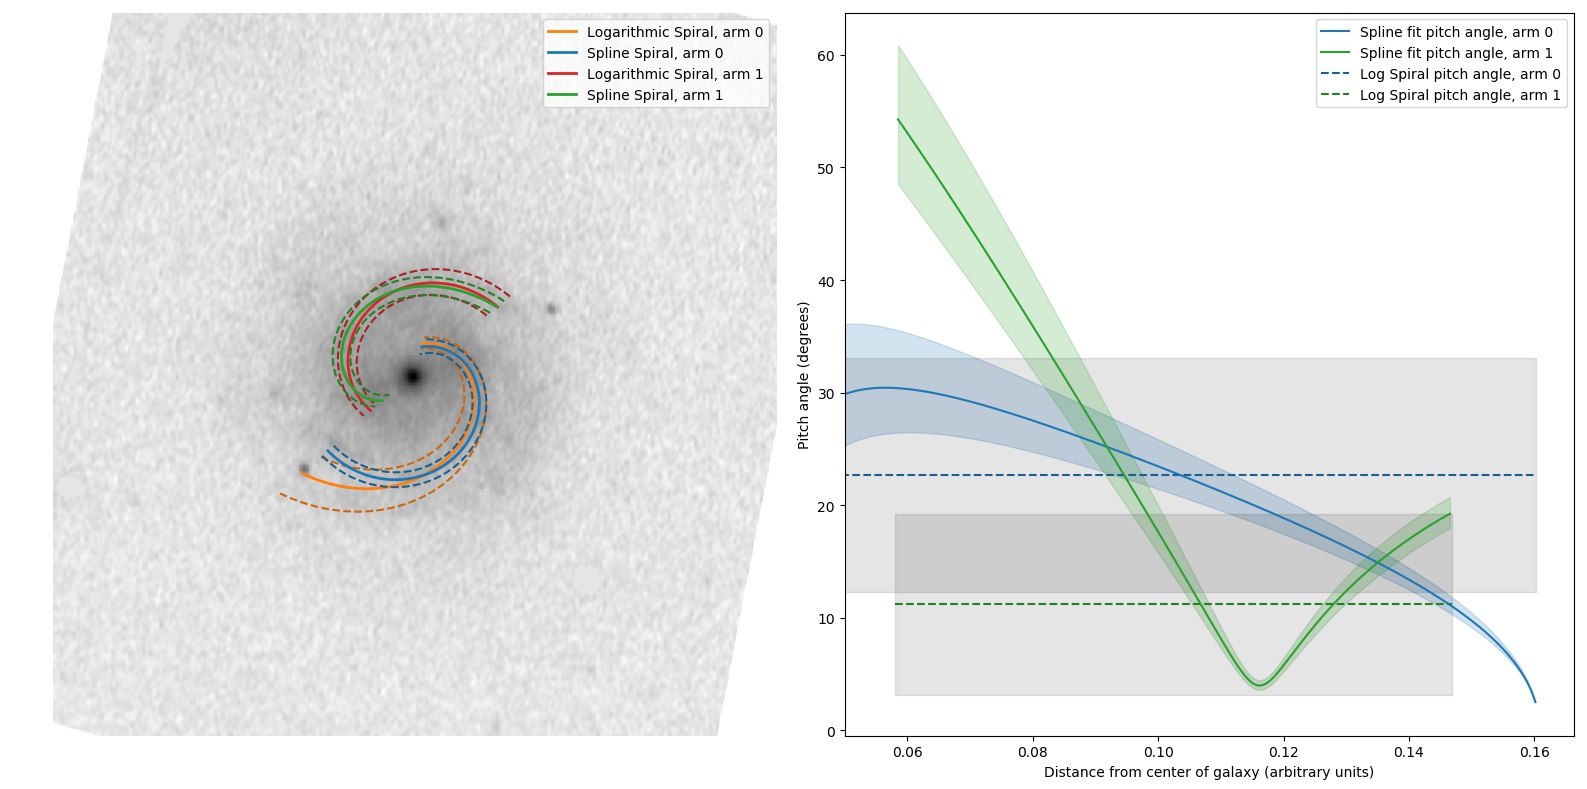 Logarithmic Spiral, arm 0
Spline Spiral, arm 0
Logarithmic Spiral, arm 1
Spline Spiral, arm 1
Spline fit pitch angle, arm 0
Spline fit pitch angle, arm 1
Log Spiral pitch angle, arm 0
Log Spiral pitch angle, arm 1
Pitch angle (degrees)
60
50
40
30
20
10
0
0.06 0.08 0.10 0.12 0.14 0.16
Distance from center of galaxy (arbitrary units)